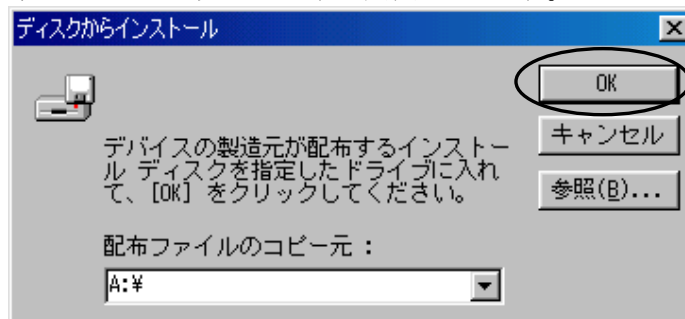 ディスクからインストール
OK
デバイスの製造元が配布するインストー
ル ディスクを指定したドライブに入れ
て、[OK] をクリックしてください。
キャンセル
参照(B)...
配布ファイルのコピー元：
A:¥